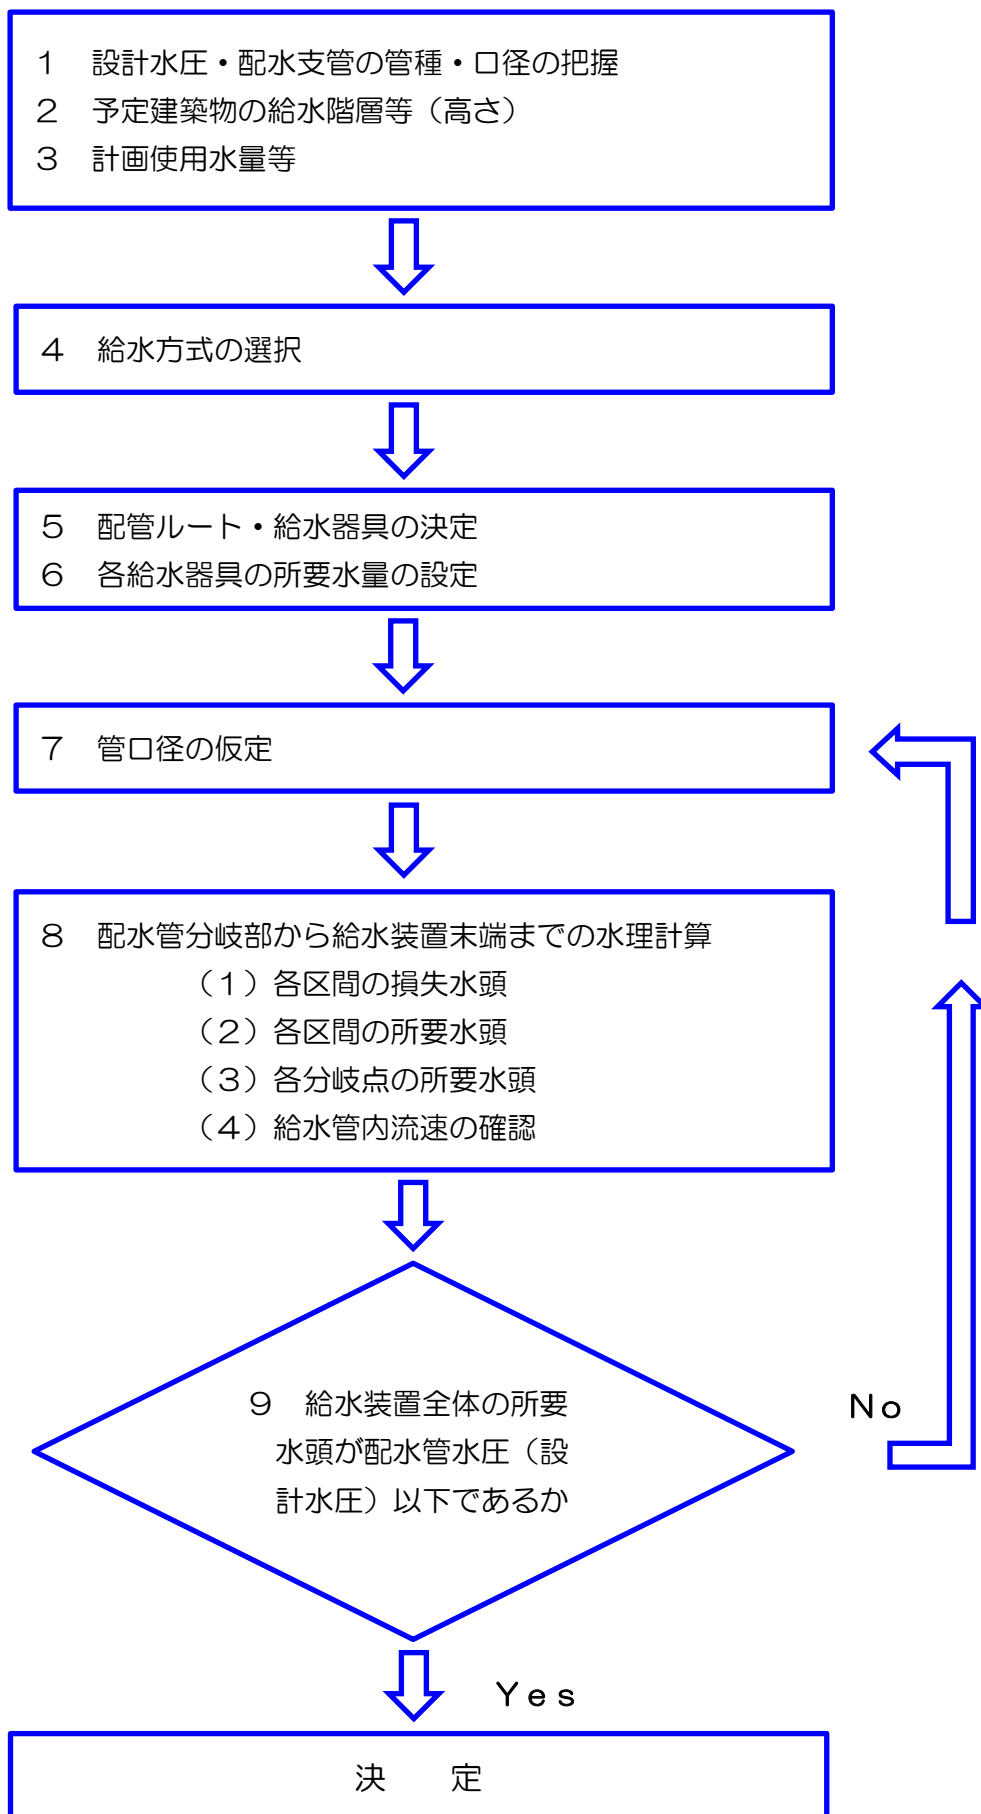 １　設計水圧・配水支管の管種・口径の把握
２　予定建築物の給水階層等（高さ）
３　計画使用水量等
４　給水方式の選択
５　配管ルート・給水器具の決定
６　各給水器具の所要水量の設定
７　管口径の仮定
８　配水管分岐部から給水装置末端までの水理計算
（１）各区間の損失水頭
（２）各区間の所要水頭
（３）各分岐点の所要水頭
（４）給水管内流速の確認
９　給水装置全体の所要
水頭が配水管水圧（設
計水圧）以下であるか
Ｎｏ
Ｙｅｓ
決　定